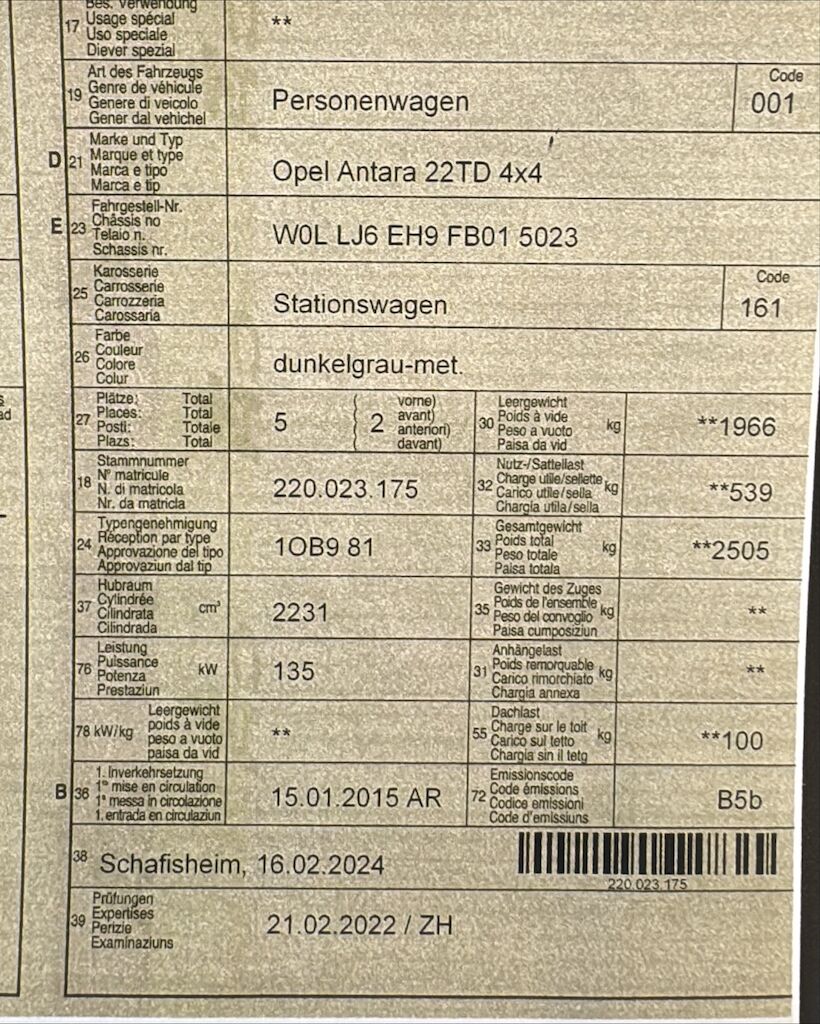 Bes. Verwendung
17 Usage spécial **
Uso speciale
Diever spezial
Art des Fahrzeugs Code
19 Genre de véhicule Personenwagen 001
Genere di veicolo
Gener dal vehichel
Marke und Typ
D 21 Marque et type Opel Antara 22TD 4x4
Marca e tipo
Marca e tip
Fahrgestell-Nr.
E 23 Châssis no W0L LJ6 EH9 FB01 5023
Telaio n.
Schassis nr.
Karosserie Code
25 Carrosserie Stationswagen 161
Carrozzeria
Carossaria
Farbe
26 Couleur dunkelgrau-met.
Colore
Colur
27 Plätze: Total 5 ( 2 vorne)
Places: Total avant)
Posti: Totale anteriori)
Plazs: Total davant)
30 Leergewicht kg **1966
Poids à vide
Peso a vuoto
Paisa da vid
18 Stammnummer 220.023.175
N° matricule
N. di matricola
Nr. da matricla
32 Nutz-/Sattellast kg **539
Charge utile/sellette
Carico utile/sella
Chargia utila/sella
24 Typengenehmigung 1OB9 81
Réception par type
Approvazione del tipo
Approvaziun dal tip
33 Gesamtgewicht kg **2505
Poids total
Peso totale
Paisa totala
37 Hubraum cm³ 2231
Cylindrée
Cilindrata
Cilindrada
35 Gewicht des Zuges kg **
Poids de l'ensemble
Peso del convoglio
Paisa cumposiziun
76 Leistung kW 135
Puissance
Potenza
Prestaziun
31 Anhängelast kg **
Poids remorquable
Carico rimorchiato
Chargia annexa
78 kW/kg Leergewicht **
poids à vide
peso a vuoto
paisa da vid
55 Dachlast kg **100
Charge sur le toit
Carico sul tetto
Chargia sin il tetg
B 36 1. Inverkehrsetzung 15.01.2015 AR
1re mise en circulation
1a messa in circolazione
1. entrada en circulaziun
72 Emissionscode B5b
Code émissions
Codice emissioni
Code d'emissiuns
38 Schafisheim, 16.02.2024
220.023.175
39 Prüfungen 21.02.2022 / ZH
Expertises
Perizie
Examinaziuns